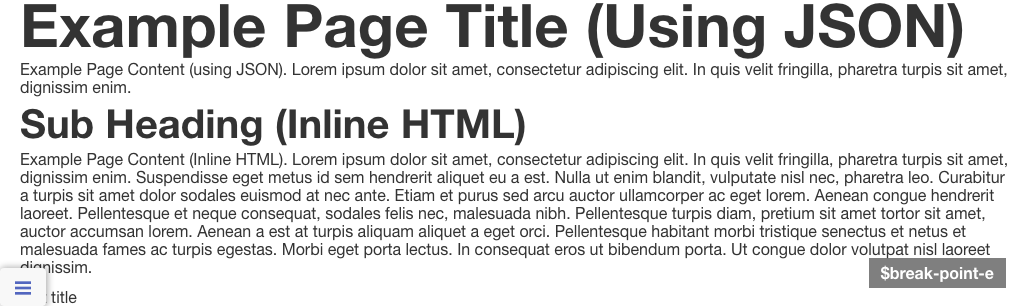 Example Page Title (Using JSON)
Example Page Content (using JSON). Lorem ipsum dolor sit amet, consectetur adipiscing elit. In quis velit fringilla, pharetra turpis sit amet,
dignissim enim.
Sub Heading (Inline HTML)
Example Page Content (Inline HTML). Lorem ipsum dolor sit amet, consectetur adipiscing elit. In quis velit fringilla, pharetra turpis sit amet,
dignissim enim. Suspendisse eget metus id sem hendrerit aliquet eu a est. Nulla ut enim blandit, vulputate nisl nec, pharetra leo. Curabitur
a turpis sit amet dolor sodales euismod at nec ante. Etiam et purus sed arcu auctor ullamcorper ac eget lorem. Aenean congue hendrerit
laoreet. Pellentesque et neque consequat, sodales felis nec, malesuada nibh. Pellentesque turpis diam, pretium sit amet tortor sit amet,
auctor accumsan lorem. Aenean a est at turpis aliquam aliquet a eget orci. Pellentesque habitant morbi tristique senectus et netus et
malesuada fames ac turpis egestas. Morbi eget porta lectus. In consequat eros ut bibendum porta. Ut congue dolor volutpat nisl laoreet
dignissim.
$break-point-e
title